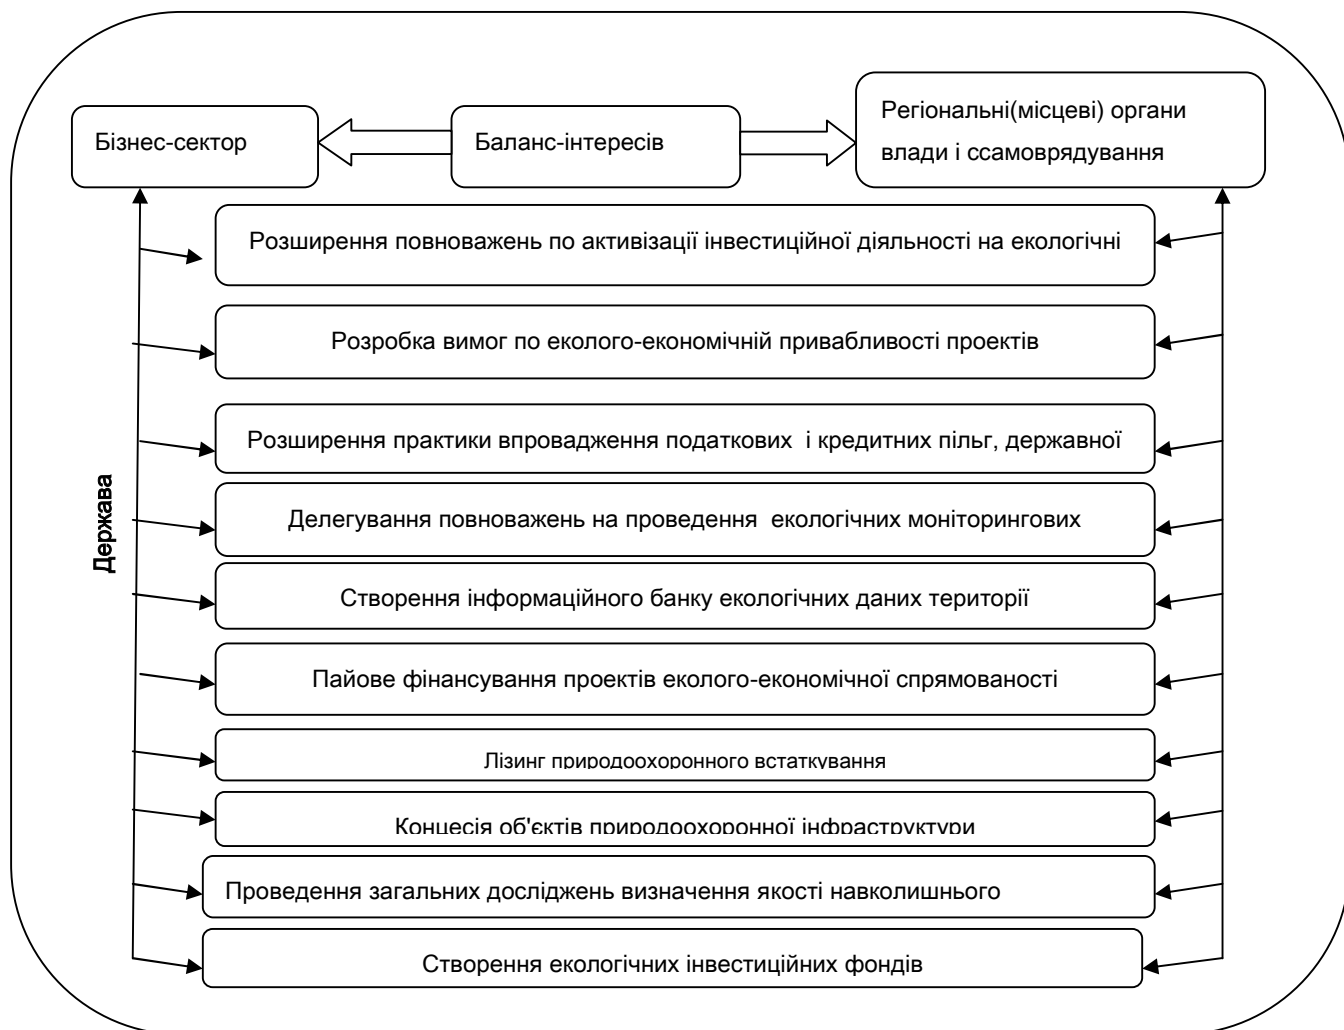 Бізнес-сектор
Баланс-інтересів
Регіональні(місцеві) органи
влади і ссамоврядування
Розширення повноважень по активізації інвестиційної діяльності на екологічні
Розробка вимог по еколого-економічній привабливості проектів
Розширення практики впровадження податкових і кредитних пільг, державної
Делегування повноважень на проведення екологічних моніторингових
Створення інформаційного банку екологічних даних території
Пайове фінансування проектів еколого-економічної спрямованості
Лізинг природоохоронного встаткування
Концесія об'єктів природоохоронної інфраструктури
Проведення загальних досліджень визначення якості навколишнього
Створення екологічних інвестиційних фондів
Держава